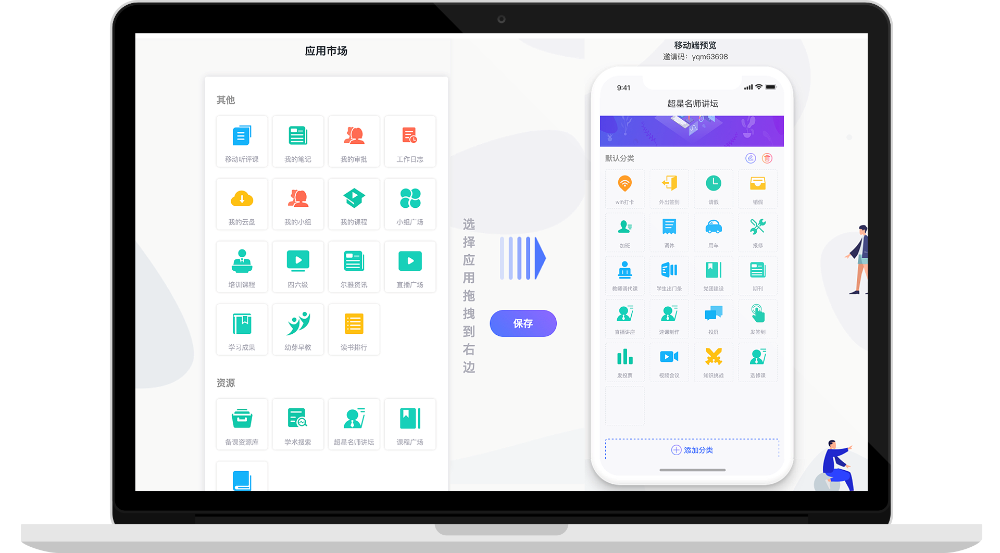 应用市场
其他
移动听评课
我的笔记
我的审批
工作日志
我的云盘
我的小组
我的课程
小组广场
培训课程
四六级
尔雅资讯
直播广场
学习成果
幼芽早教
读书排行
资源
备课资源库
学术搜索
超星名师讲坛
课程广场
选择应用拖拽到右边
保存
移动端预览
邀请码：yqm63698
9:41
超星名师讲坛
默认分类
wifi打卡
外出签到
请假
销假
加班
调休
用车
报修
教师调代课
学生出门条
党团建设
期刊
直播讲座
速课制作
投屏
发签到
发投票
视频会议
知识挑战
选修课
添加分类